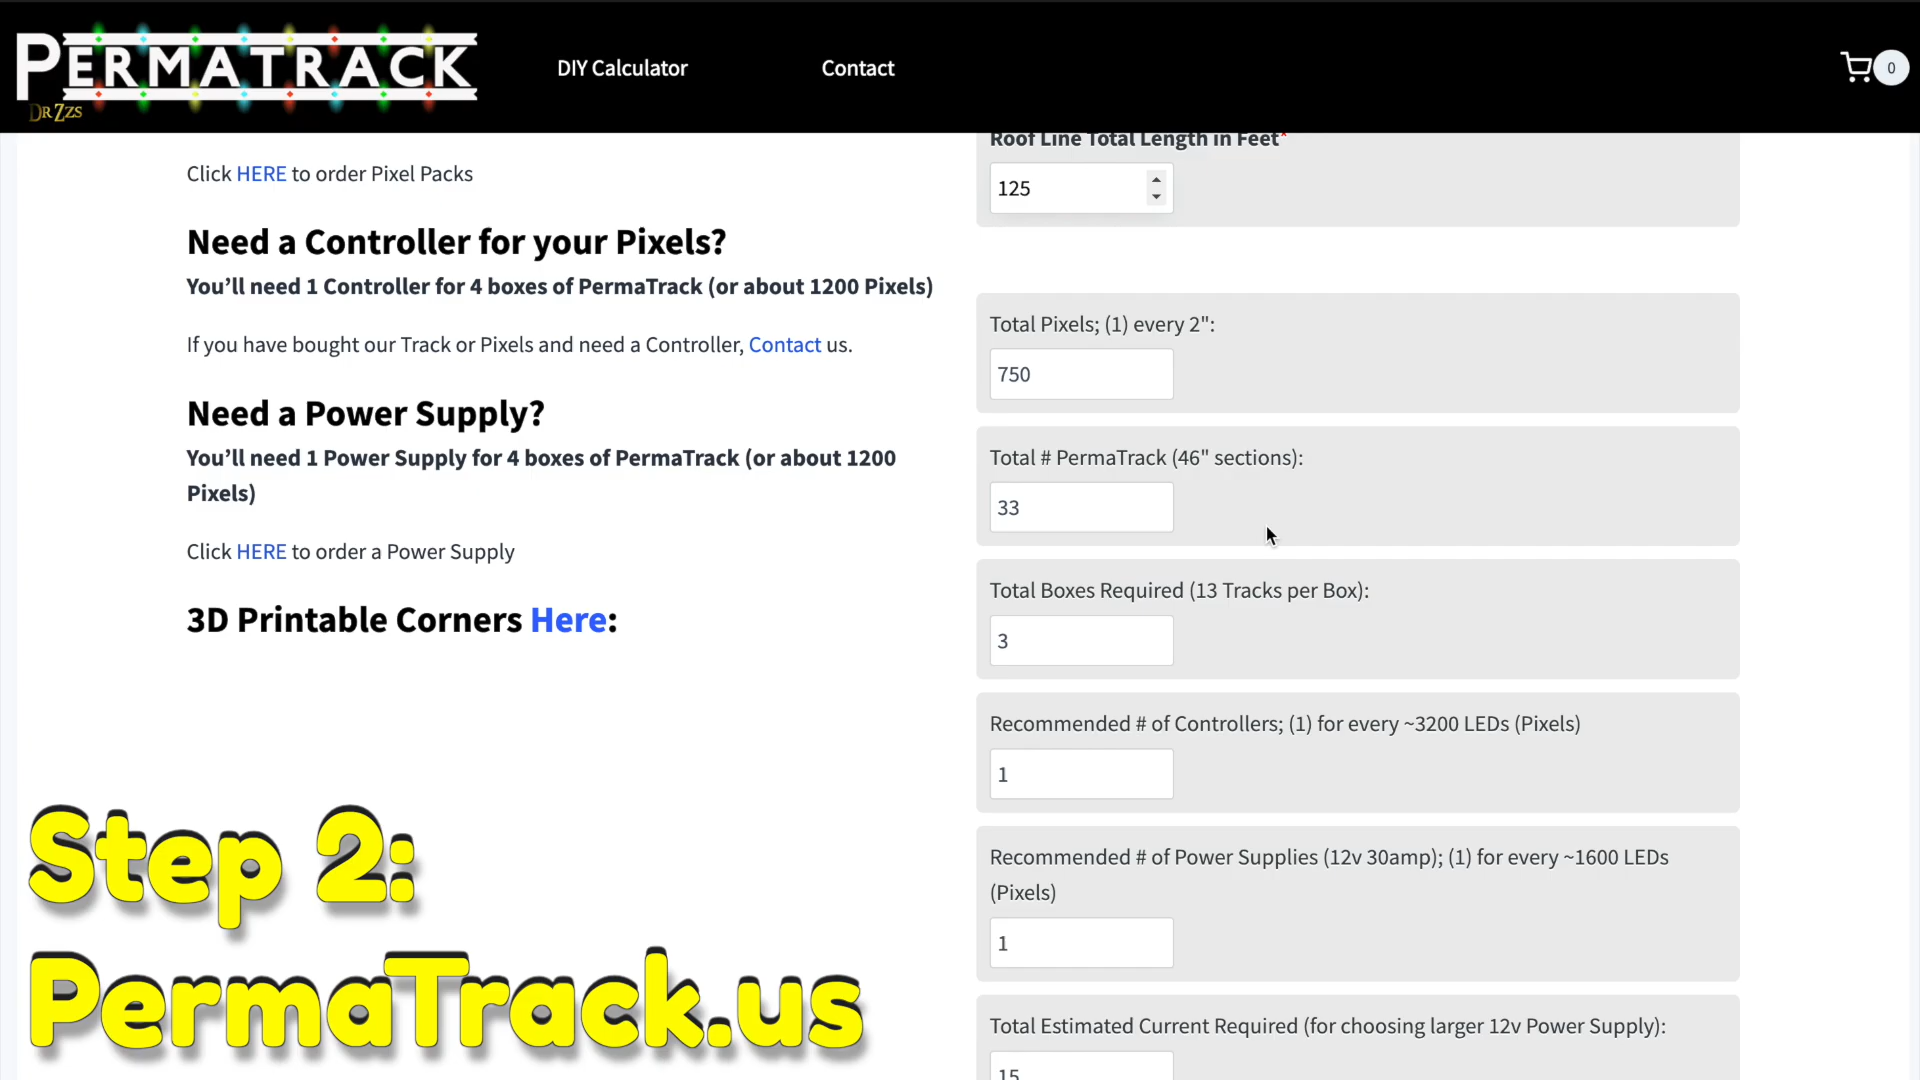 PERMATRACK
DR ZZS
DIY Calculator
Contact
0
Click HERE to order Pixel Packs
Need a Controller for your Pixels?
You’ll need 1 Controller for 4 boxes of PermaTrack (or about 1200 Pixels)
If you have bought our Track or Pixels and need a Controller, Contact us.
Need a Power Supply?
You’ll need 1 Power Supply for 4 boxes of PermaTrack (or about 1200
Pixels)
Click HERE to order a Power Supply
3D Printable Corners Here:
Roof Line Total Length in Feet*
125
Total Pixels; (1) every 2":
750
Total # PermaTrack (46" sections):
33
Total Boxes Required (13 Tracks per Box):
3
Recommended # of Controllers; (1) for every ~3200 LEDs (Pixels)
1
Recommended # of Power Supplies (12v 30amp); (1) for every ~1600 LEDs
(Pixels)
1
Total Estimated Current Required (for choosing larger 12v Power Supply):
15
Step 2:
PermaTrack.us